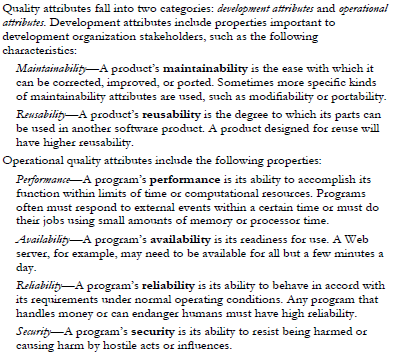 Quality attributes fall into two categories: development attributes and operational
attributes. Development attributes include properties important to
development organization stakeholders, such as the following
characteristics:
Maintainability—A product's maintainability is the ease with which it
can be corrected, improved, or ported. Sometimes more specific kinds
of maintainability attributes are used, such as modifiability or portability.
Reusability—A product's reusability is the degree to which its parts can
be used in another software product. A product designed for reuse will
have higher reusability.
Operational quality attributes include the following properties:
Performance—A program's performance is its ability to accomplish its
function within limits of time or computational resources. Programs
often must respond to external events within a certain time or must do
their jobs using small amounts of memory or processor time.
Availability—A program's availability is its readiness for use. A Web
server, for example, may need to be available for all but a few minutes a
day.
Reliability—A program's reliability is its ability to behave in accord with
its requirements under normal operating conditions. Any program that
handles money or can endanger humans must have high reliability.
Security—A program's security is its ability to resist being harmed or
causing harm by hostile acts or influences.